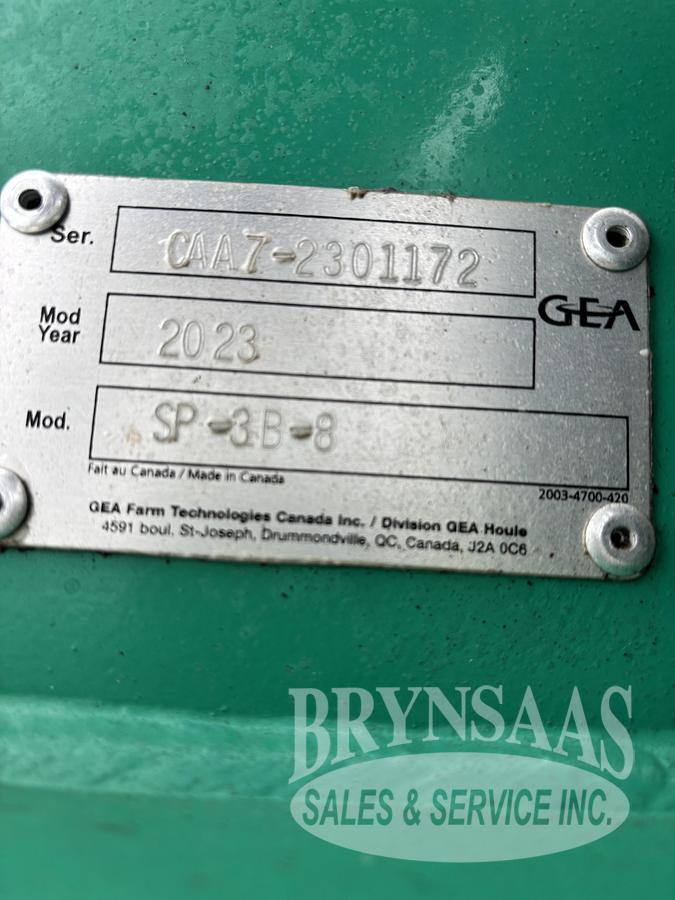 Ser. CAA7-2301172
GEA
Mod Year 2023
Mod. SP-3B-8
Fait au Canada / Made in Canada
2003-4700-420
GEA Farm Technologies Canada Inc. / Division GEA Houle
4591 boul. St-Joseph, Drummondville, QC, Canada, J2A 0C6
BRYNSAAS
SALES & SERVICE INC.